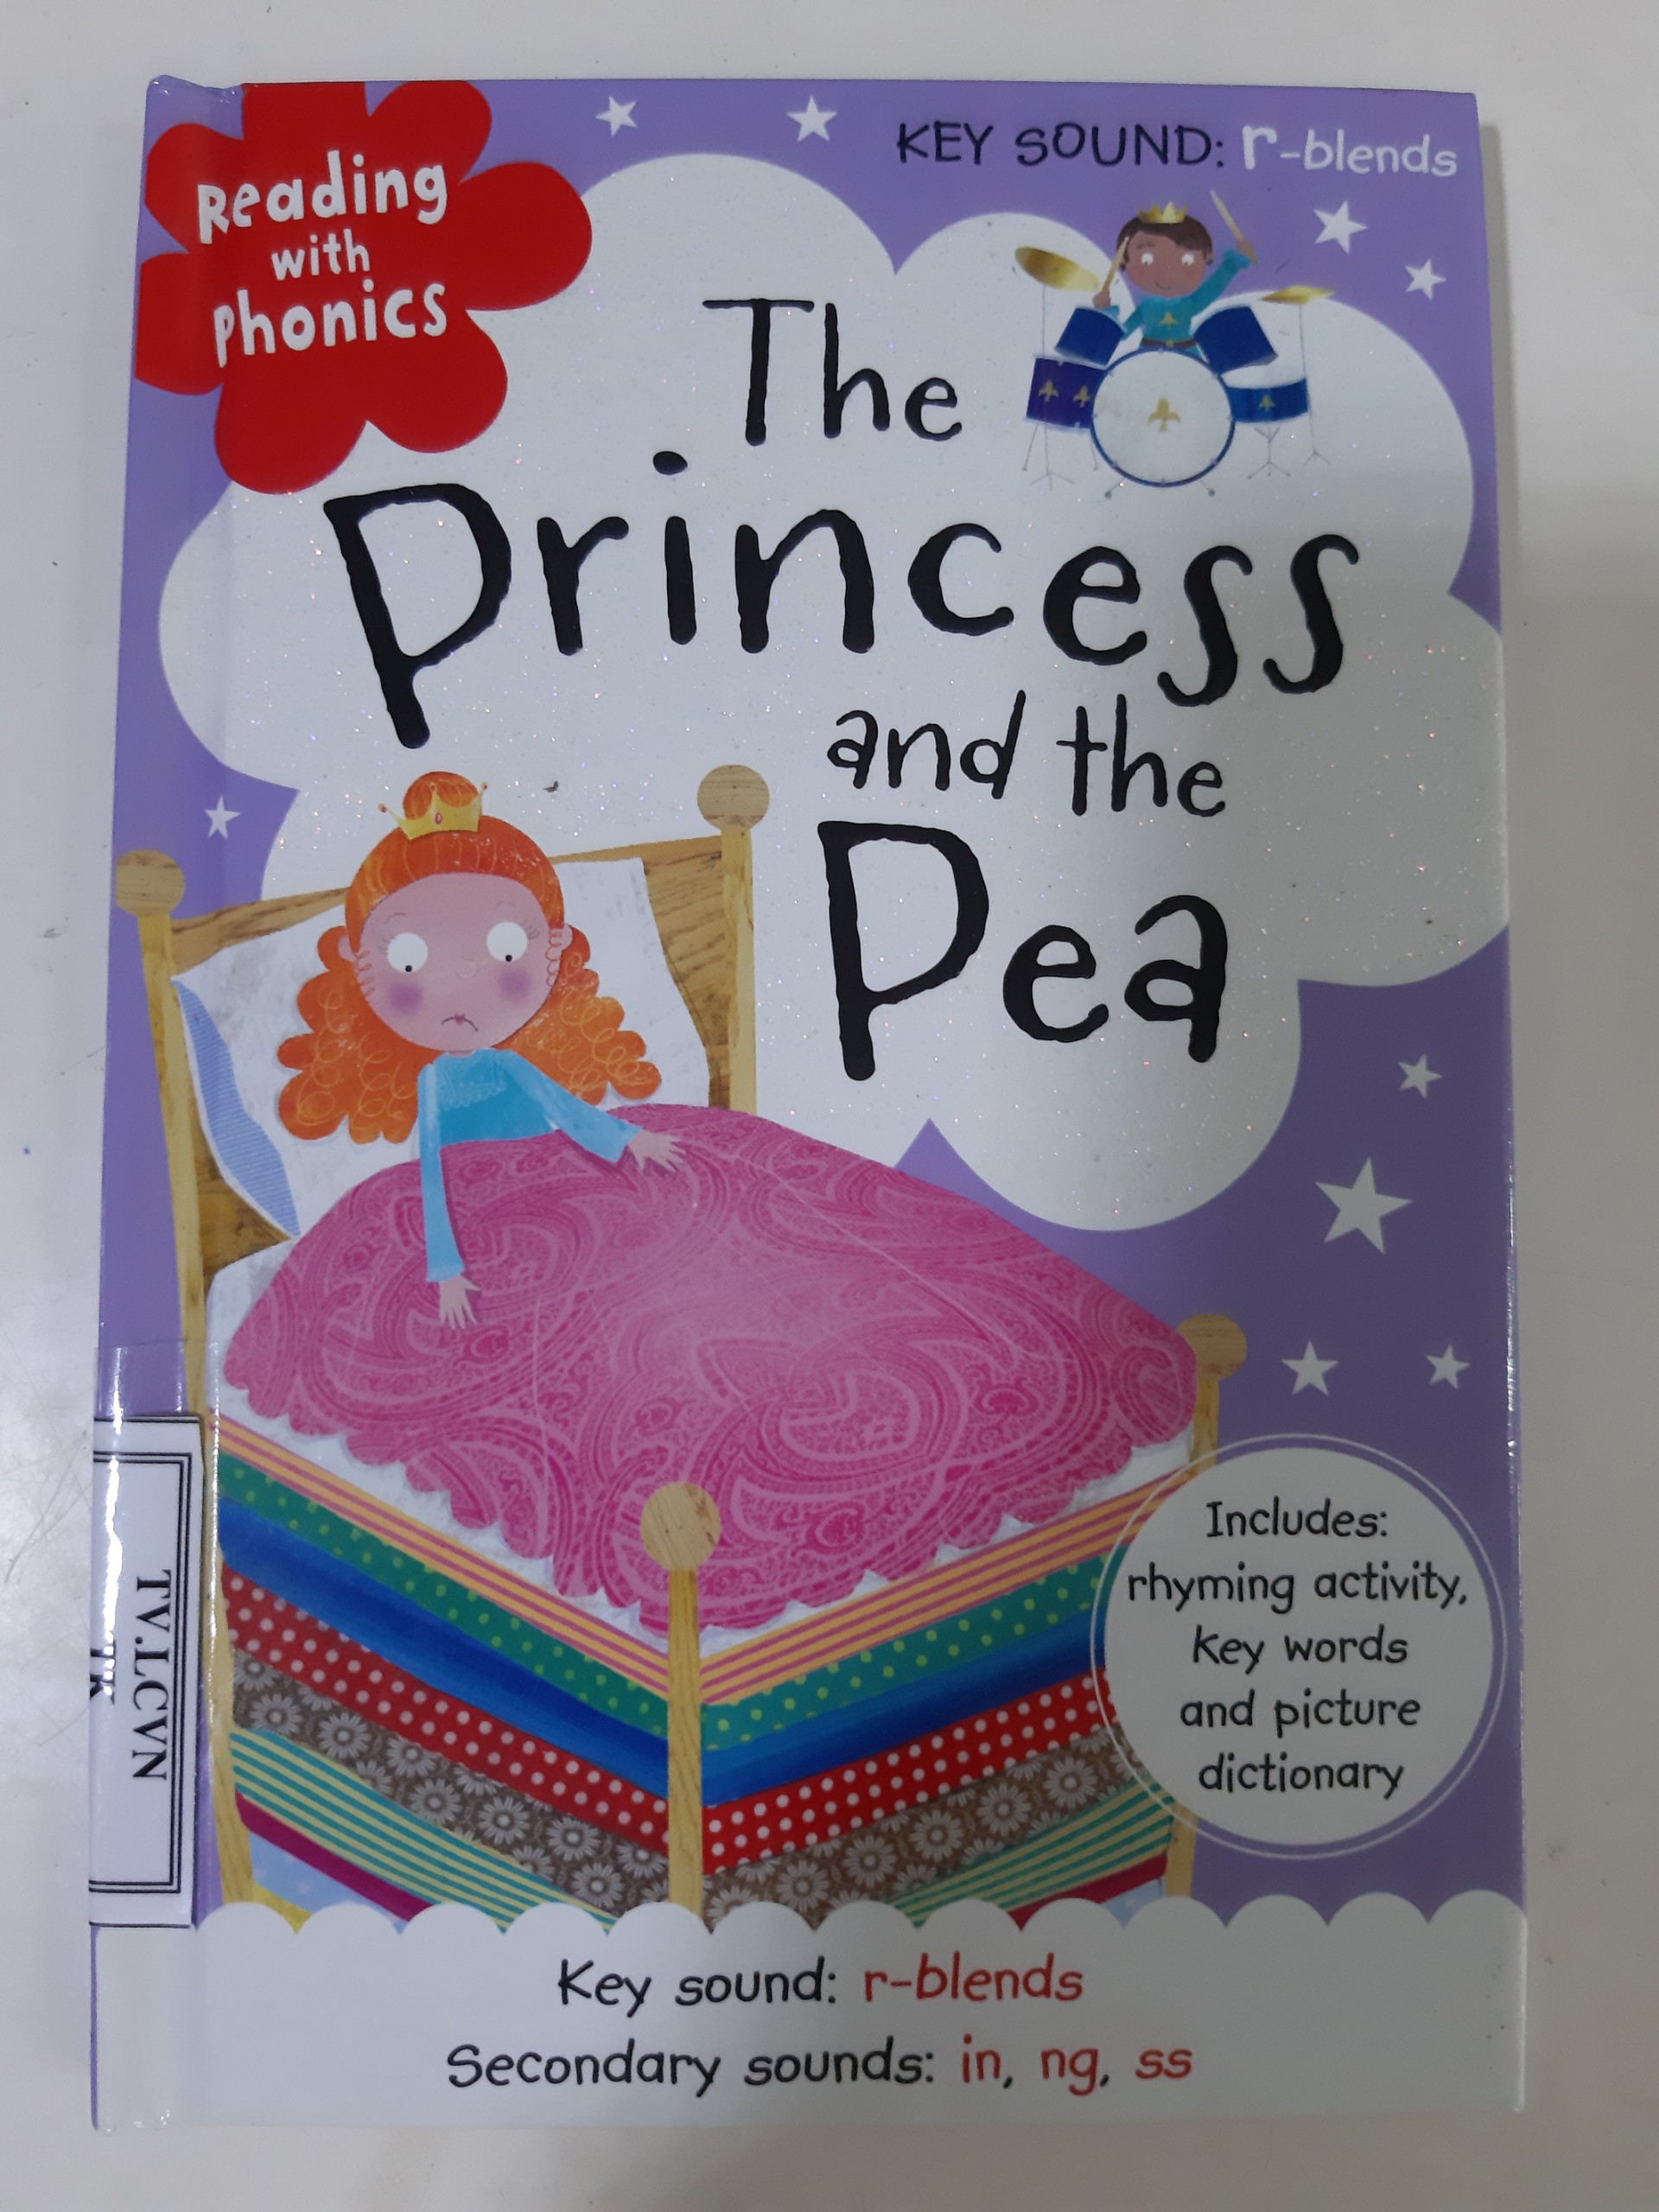 Reading
with
phonics
KEY SOUND: r-blends
The
Princess
and the
Pea
Includes:
rhyming activity,
key words
and picture
dictionary
TV.LCVN
TK
Key sound: r-blends
Secondary sounds: in, ng, ss